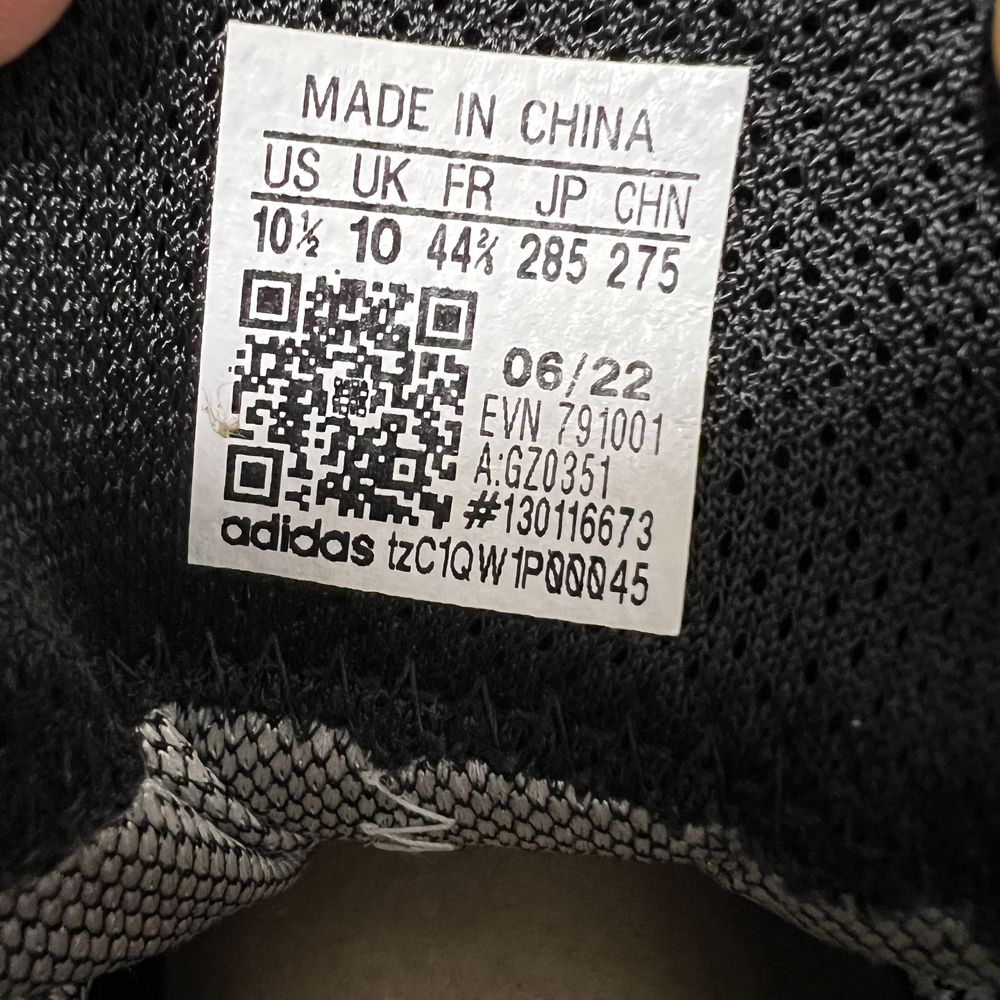 MADE IN CHINA
US UK FR JP CHN
10½ 10 44⅔ 285 275
06/22
EVN 791001
A:GZ0351
#130116673
adidas tzC1QW1P00045